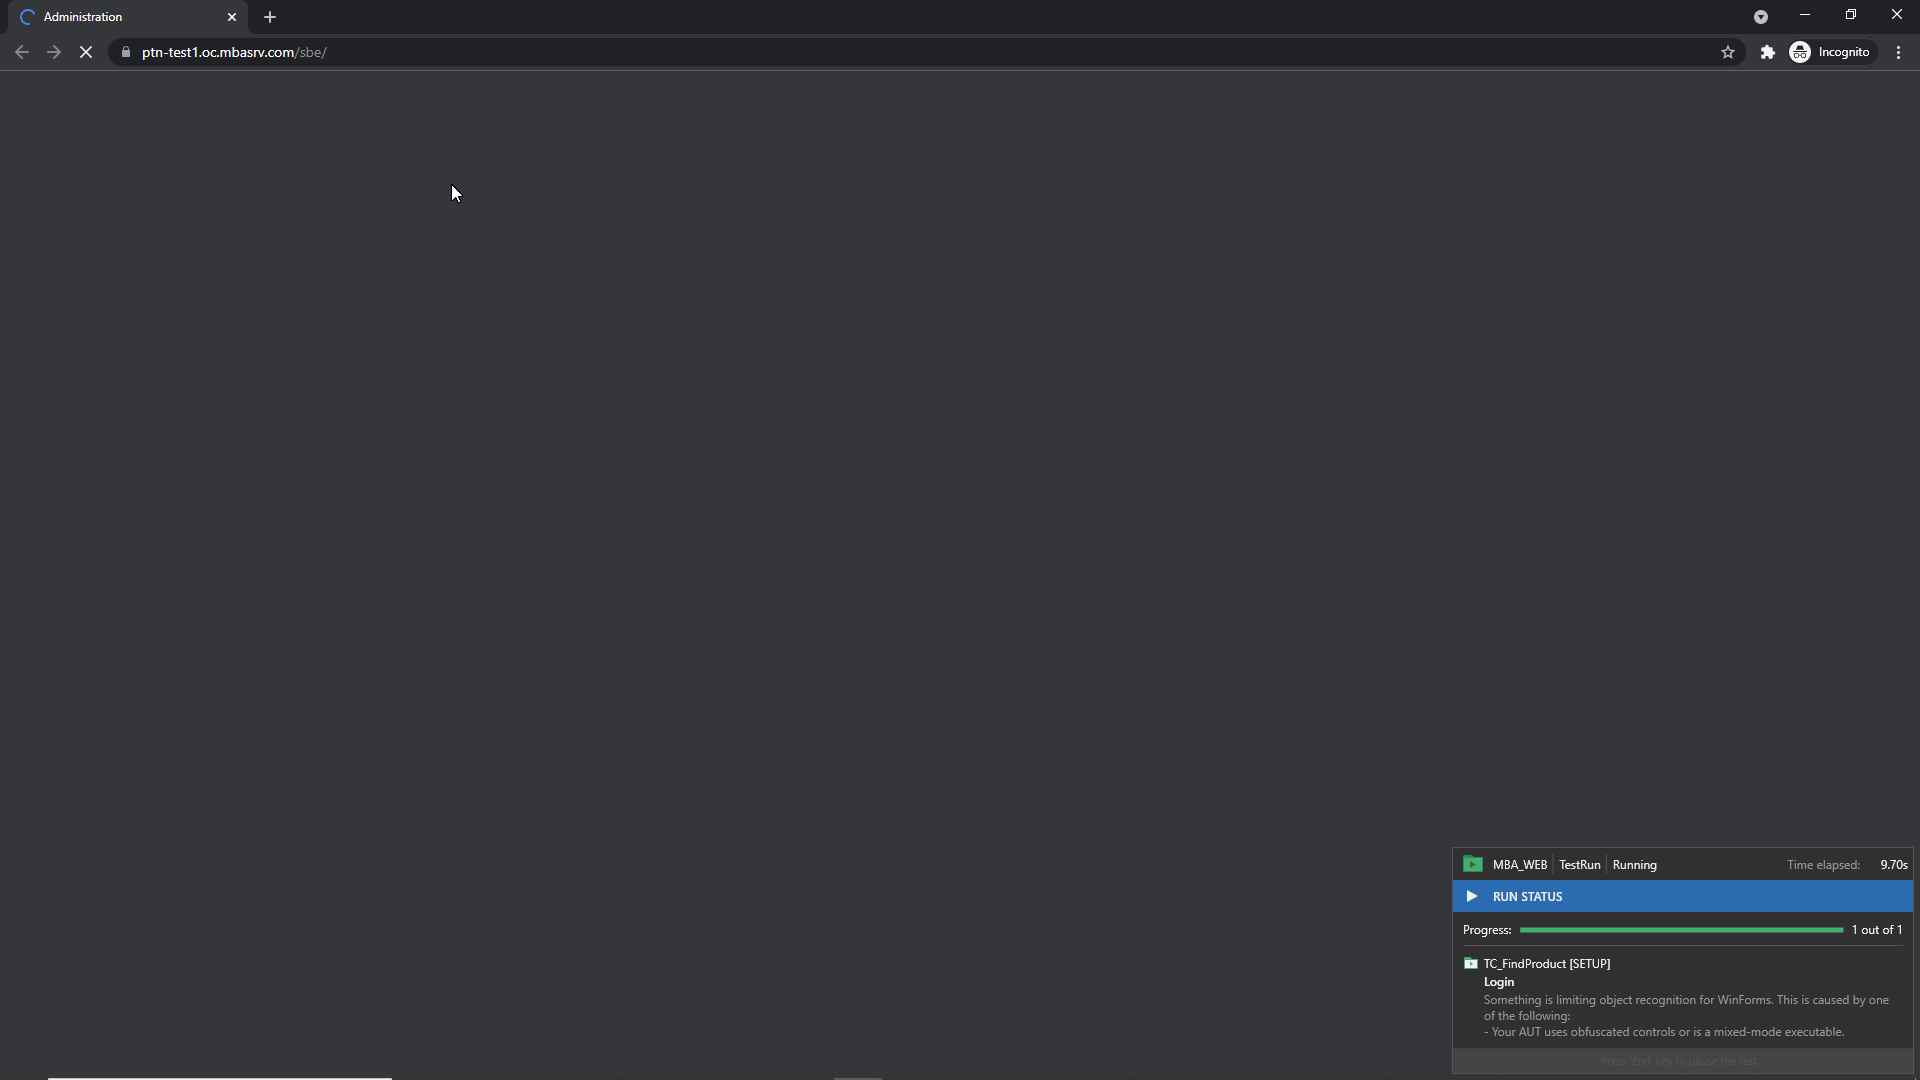 Administration
ptn-test1.oc.mbasrv.com/sbe/
Incognito
MBA_WEB TestRun Running Time elapsed: 9.70s
RUN STATUS
Progress: 1 out of 1
TC_FindProduct [SETUP]
Login
Something is limiting object recognition for WinForms. This is caused by one
of the following:
- Your AUT uses obfuscated controls or is a mixed-mode executable.